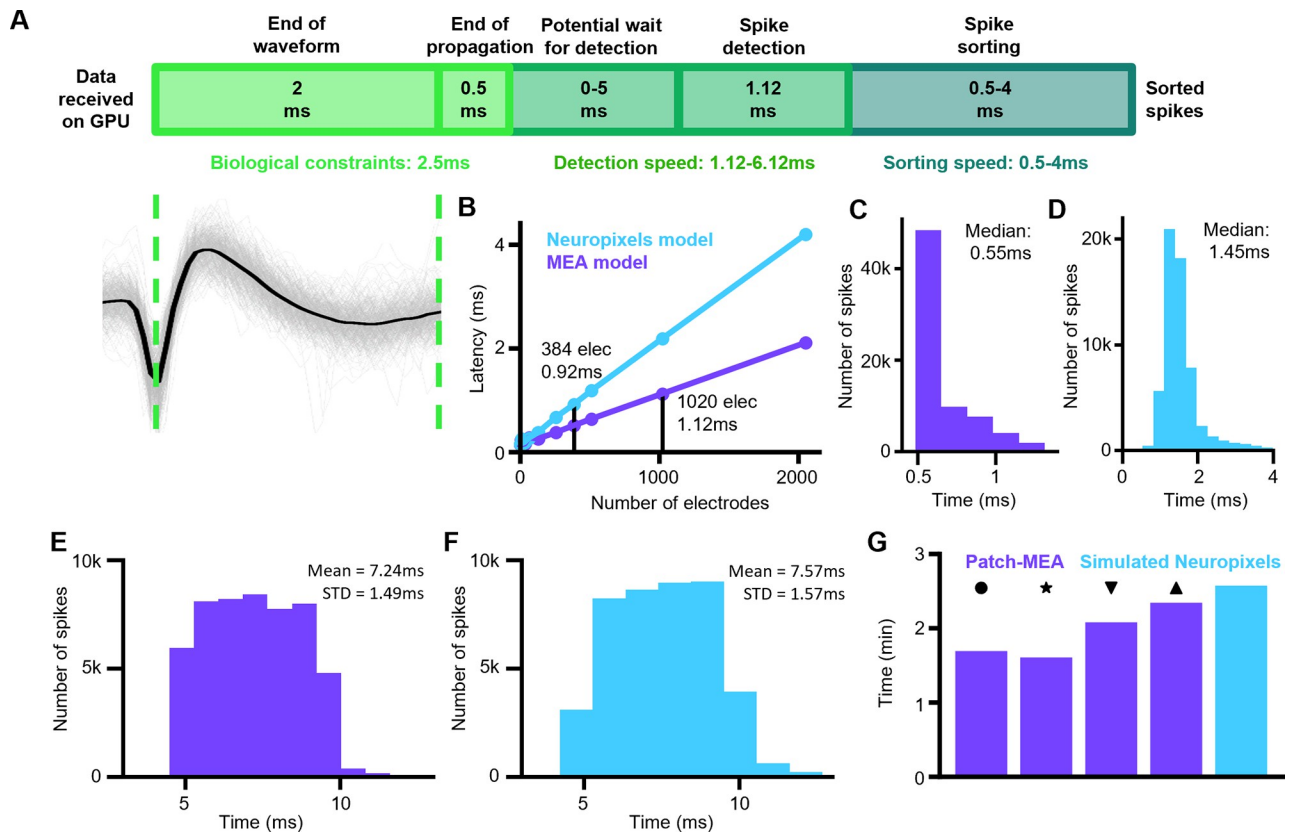 A
End of
waveform
End of
propagation
Potential wait
for detection
Spike
detection
Spike
sorting
Data
received
on GPU
2
ms
0.5
ms
0-5
ms
1.12
ms
0.5-4
ms
Sorted
spikes
Biological constraints: 2.5ms
Detection speed: 1.12-6.12ms
Sorting speed: 0.5-4ms
B
Neuropixels model
MEA model
384 elec
0.92ms
1020 elec
1.12ms
Latency (ms)
4
2
0
0
1000
2000
Number of electrodes
C
Median:
0.55ms
Number of spikes
40k
20k
0
0.5
1
Time (ms)
D
Median:
1.45ms
Number of spikes
20k
10k
0
0
2
4
Time (ms)
E
Mean = 7.24ms
STD = 1.49ms
Number of spikes
10k
5k
0
5
10
Time (ms)
F
Mean = 7.57ms
STD = 1.57ms
Number of spikes
10k
5k
0
5
10
Time (ms)
G
Patch-MEA
Simulated Neuropixels
Time (min)
3
2
1
0